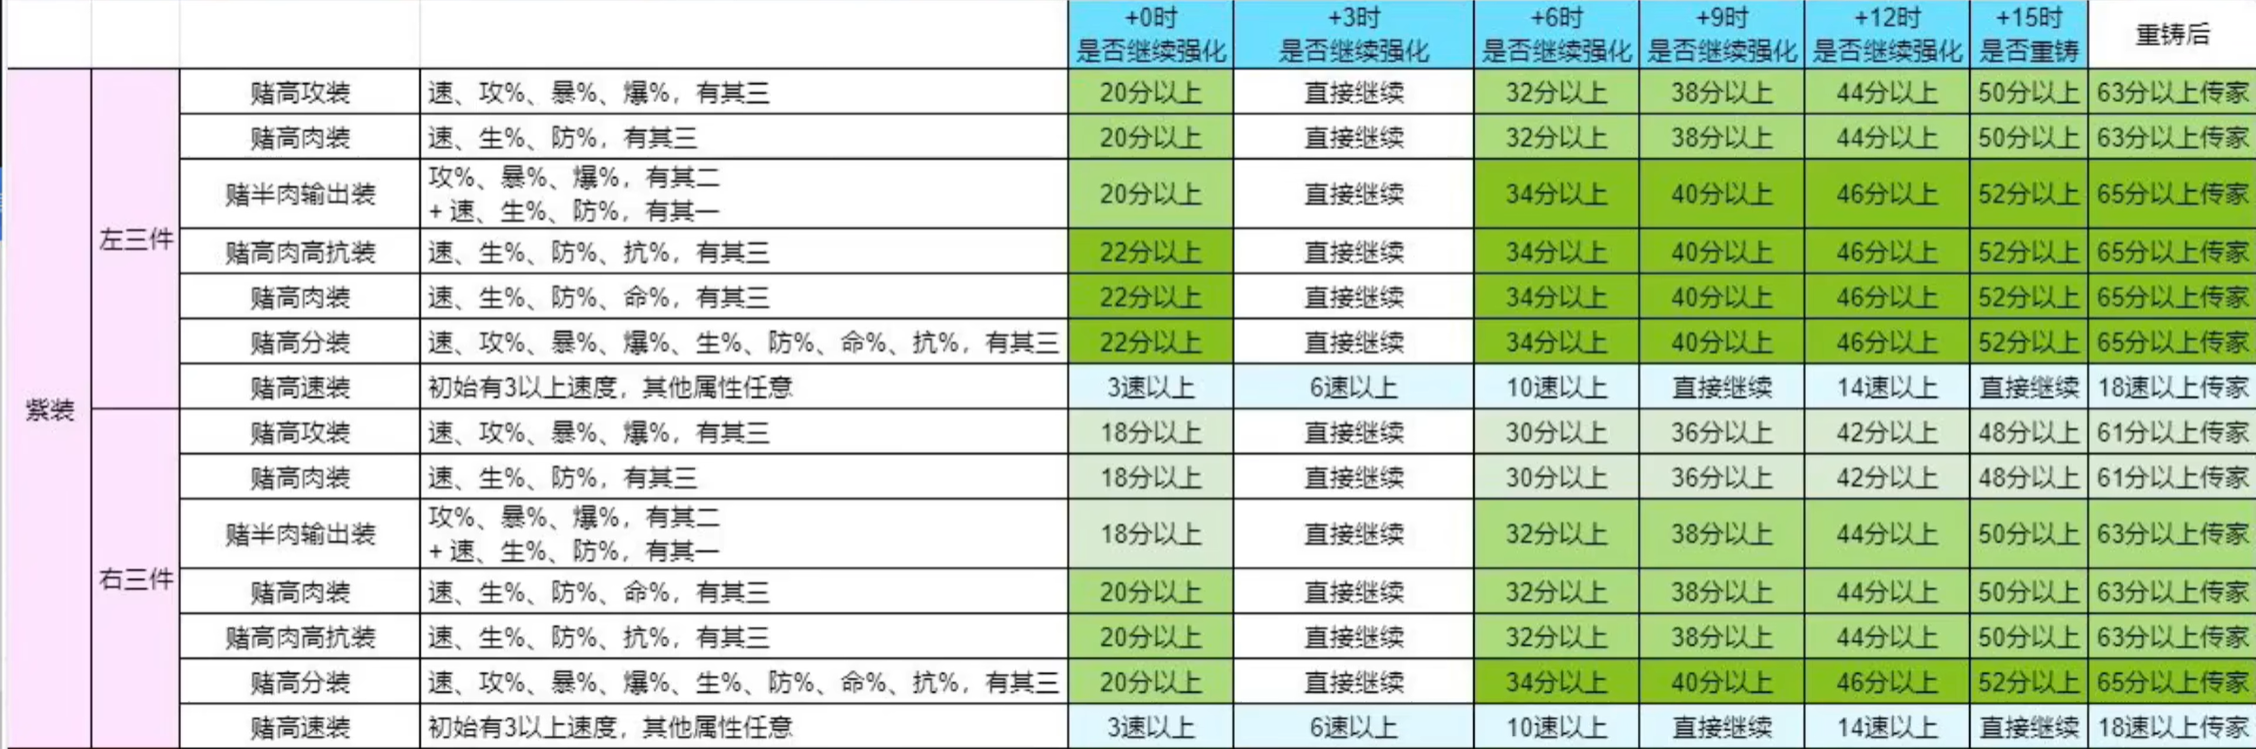 +0时 是否继续强化 +3时 是否继续强化 +6时 是否继续强化 +9时 是否继续强化 +12时 是否继续强化 +15时 是否重铸 重铸后
紫装
左三件
赌高攻装 速、攻%、暴%、爆%，有其三 20分以上 直接继续 32分以上 38分以上 44分以上 50分以上 63分以上传家
赌高肉装 速、生%、防%，有其三 20分以上 直接继续 32分以上 38分以上 44分以上 50分以上 63分以上传家
赌半肉输出装 攻%、暴%、爆%，有其二
+ 速、生%、防%，有其一 20分以上 直接继续 34分以上 40分以上 46分以上 52分以上 65分以上传家
赌高肉高抗装 速、生%、防%、抗%，有其三 22分以上 直接继续 34分以上 40分以上 46分以上 52分以上 65分以上传家
赌高肉装 速、生%、防%、命%，有其三 22分以上 直接继续 34分以上 40分以上 46分以上 52分以上 65分以上传家
赌高分装 速、攻%、暴%、爆%、生%、防%、命%、抗%，有其三 22分以上 直接继续 34分以上 40分以上 46分以上 52分以上 65分以上传家
赌高速装 初始有3以上速度，其他属性任意 3速以上 6速以上 10速以上 直接继续 14速以上 直接继续 18速以上传家
右三件
赌高攻装 速、攻%、暴%、爆%，有其三 18分以上 直接继续 30分以上 36分以上 42分以上 48分以上 61分以上传家
赌高肉装 速、生%、防%，有其三 18分以上 直接继续 30分以上 36分以上 42分以上 48分以上 61分以上传家
赌半肉输出装 攻%、暴%、爆%，有其二
+ 速、生%、防%，有其一 18分以上 直接继续 32分以上 38分以上 44分以上 50分以上 63分以上传家
赌高肉装 速、生%、防%、命%，有其三 20分以上 直接继续 32分以上 38分以上 44分以上 50分以上 63分以上传家
赌高肉高抗装 速、生%、防%、抗%，有其三 20分以上 直接继续 32分以上 38分以上 44分以上 50分以上 63分以上传家
赌高分装 速、攻%、暴%、爆%、生%、防%、命%、抗%，有其三 20分以上 直接继续 34分以上 40分以上 46分以上 52分以上 65分以上传家
赌高速装 初始有3以上速度，其他属性任意 3速以上 6速以上 10速以上 直接继续 14速以上 直接继续 18速以上传家